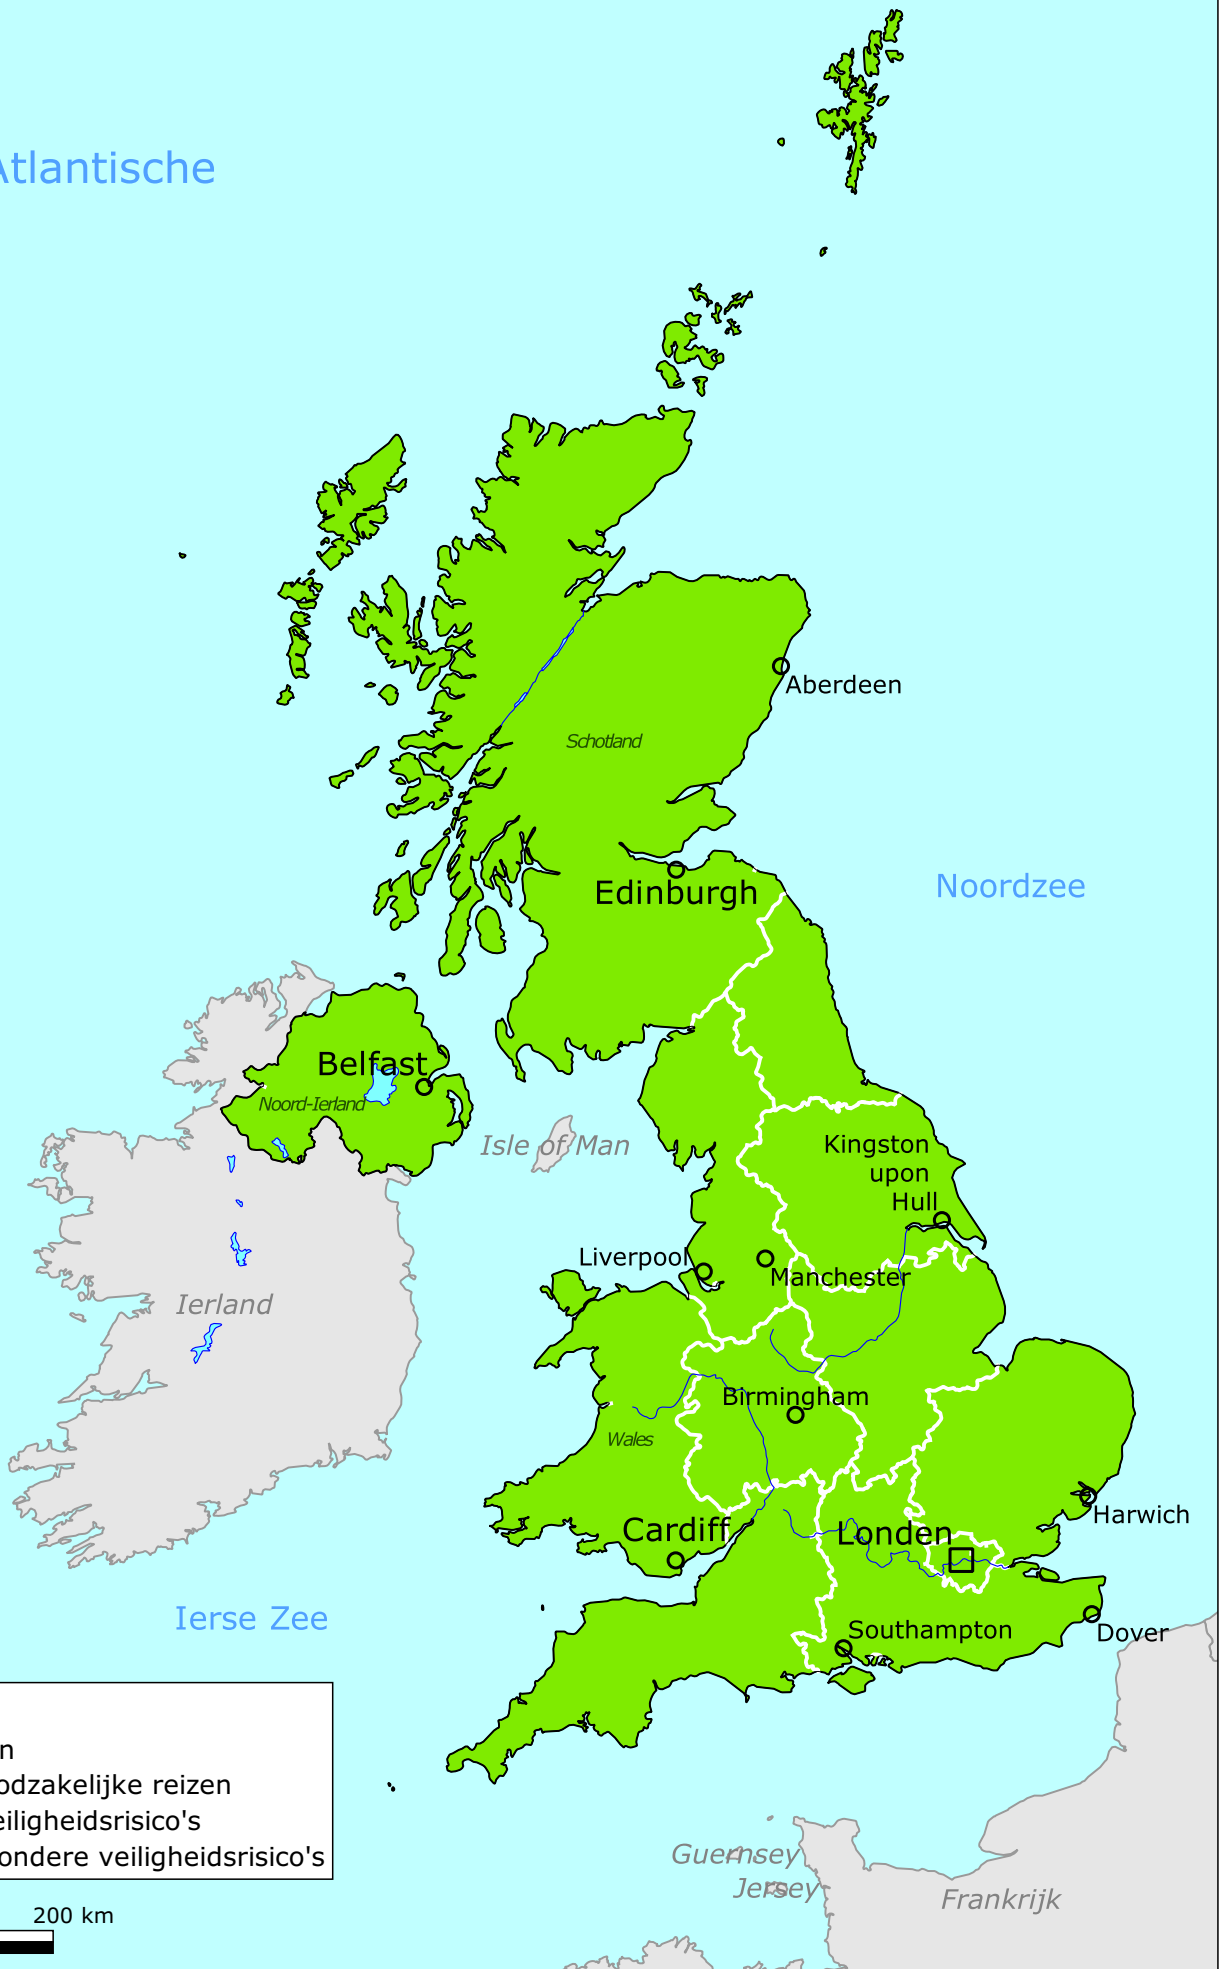 Atlantische
Aberdeen
Schotland
Edinburgh
Noordzee
Belfast
Noord-Ierland
Isle of Man
Kingston
upon
Hull
Liverpool
Manchester
Ierland
Birmingham
Wales
Harwich
Cardiff
Londen
Ierse Zee
Southampton
Dover
n
odzakelijke reizen
eiligheidsrisico's
ondere veiligheidsrisico's
Guernsey
Jersey
Frankrijk
200 km